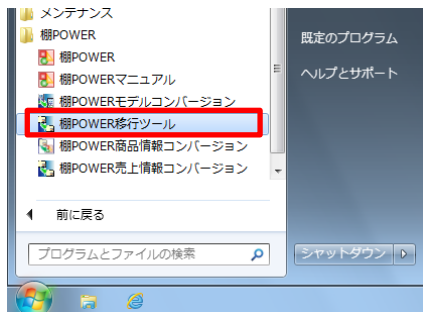 メンテナンス
棚POWER
棚POWER
棚POWERマニュアル
棚POWERモデルコンバージョン
棚POWER移行ツール
棚POWER商品情報コンバージョン
棚POWER売上情報コンバージョン
前に戻る
プログラムとファイルの検索
既定のプログラム
ヘルプとサポート
シャットダウン